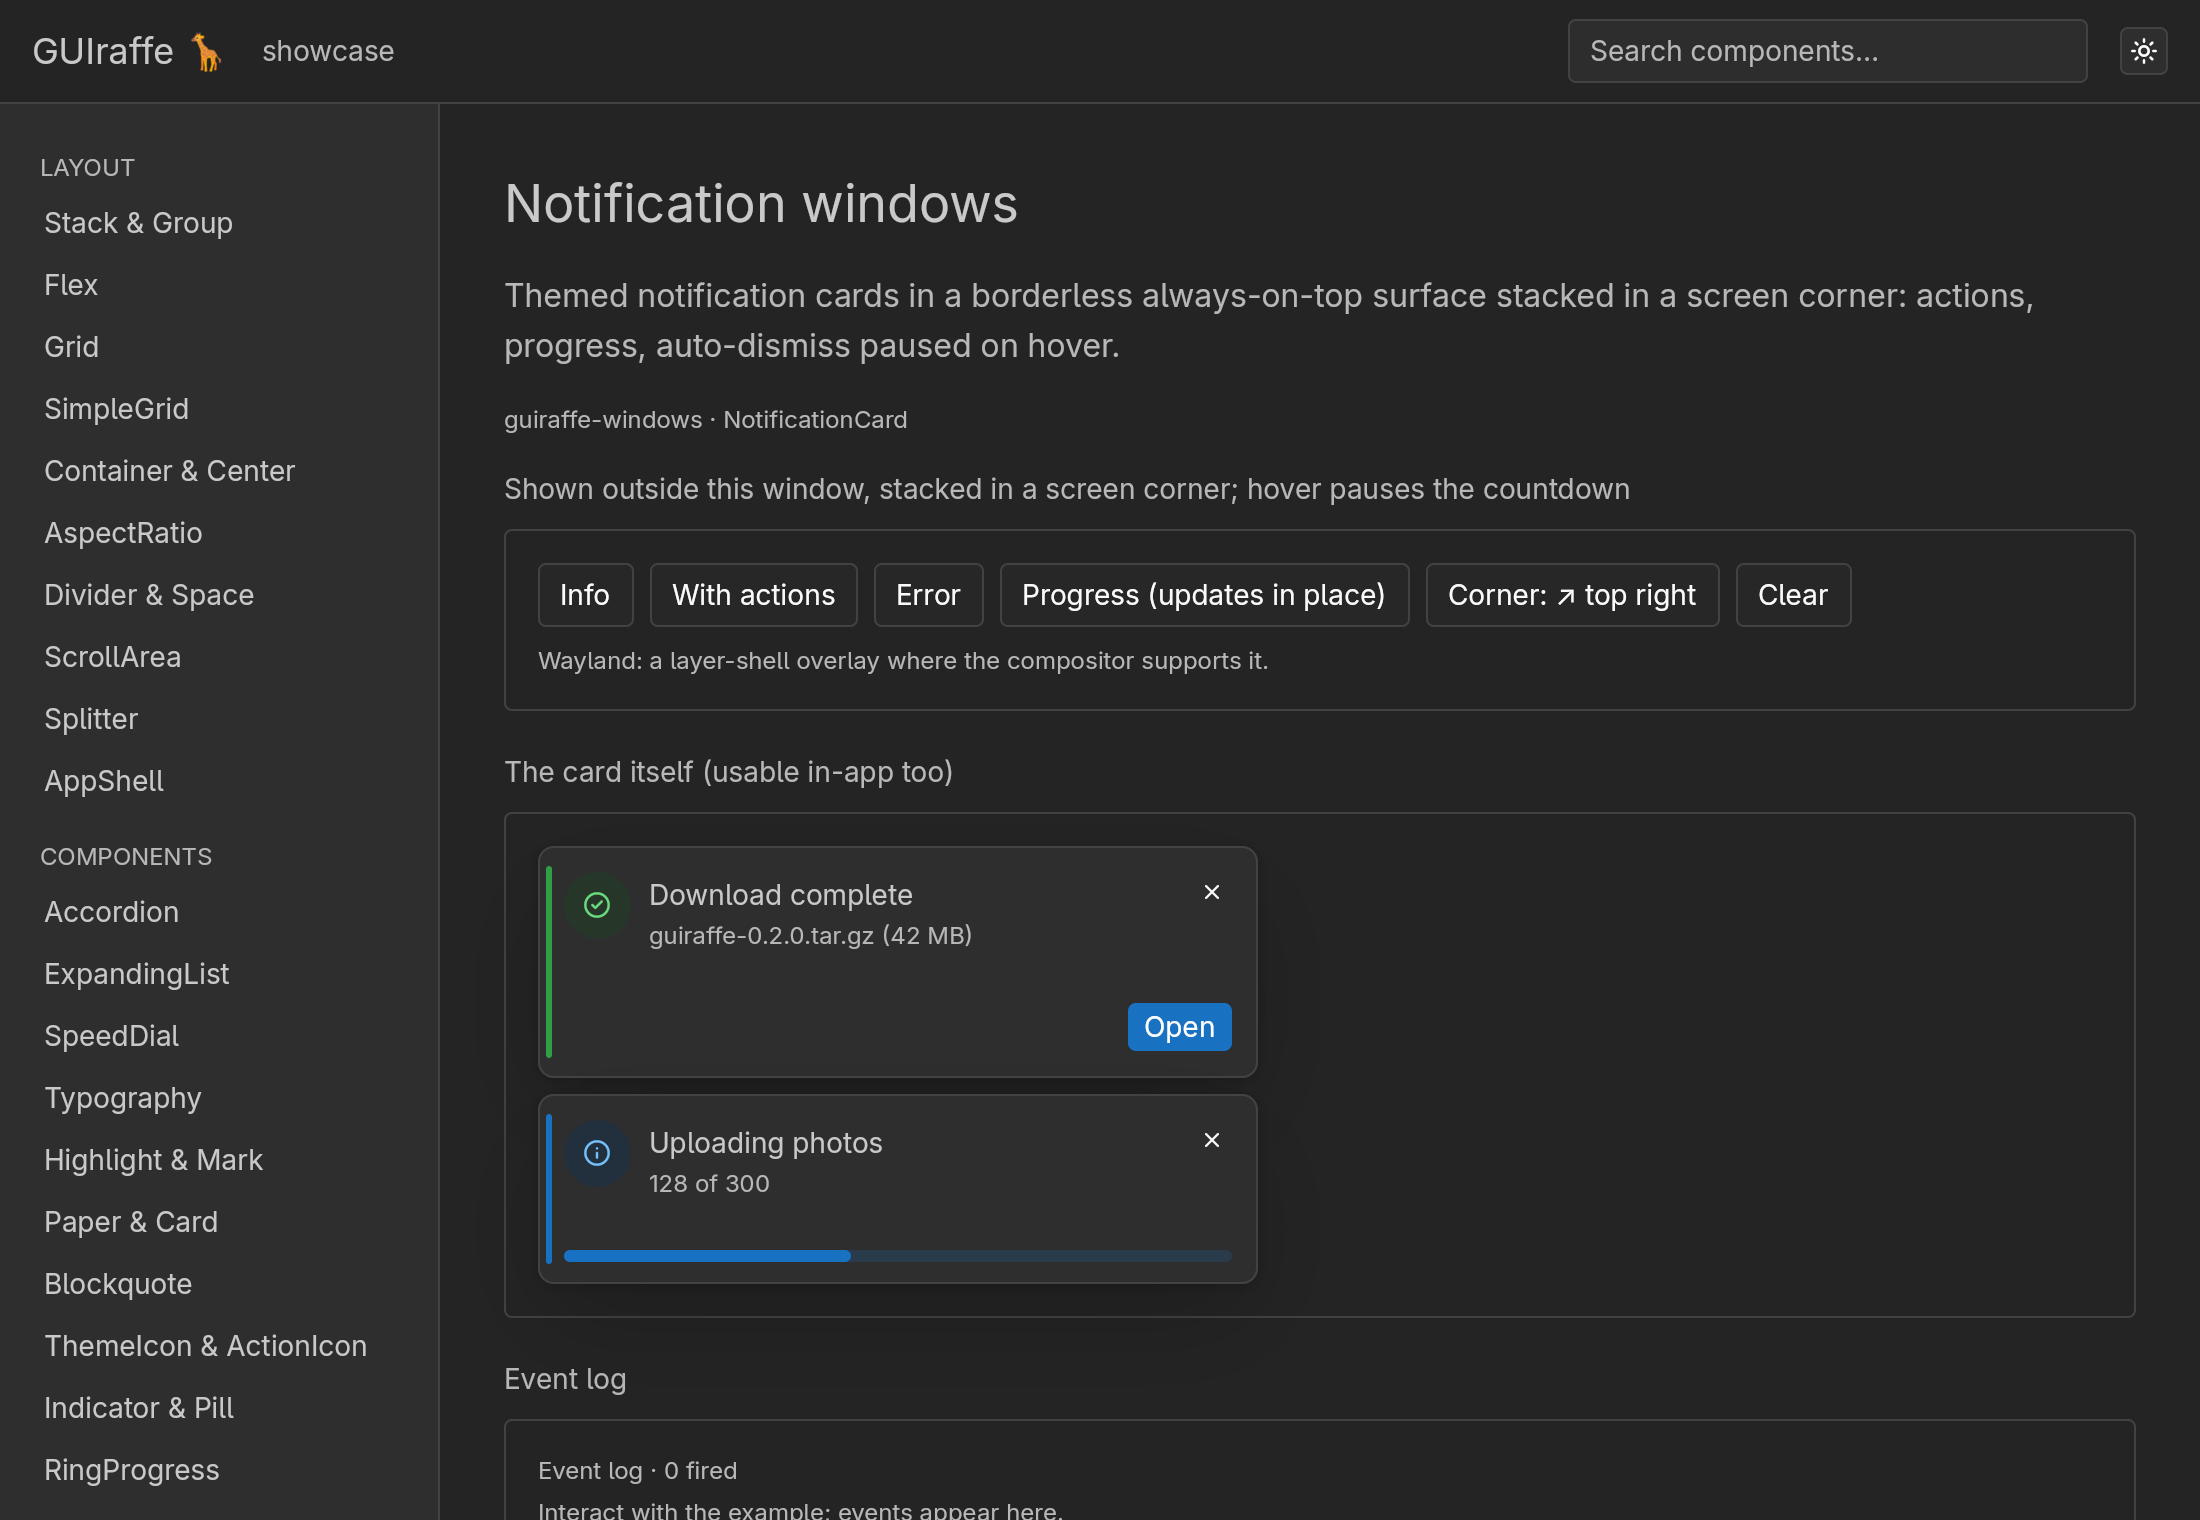 GUIraffe 🦒 showcase
Search components...
LAYOUT
Stack & Group
Flex
Grid
SimpleGrid
Container & Center
AspectRatio
Divider & Space
ScrollArea
Splitter
AppShell
COMPONENTS
Accordion
ExpandingList
SpeedDial
Typography
Highlight & Mark
Paper & Card
Blockquote
ThemeIcon & ActionIcon
Indicator & Pill
RingProgress
Notification windows
Themed notification cards in a borderless always-on-top surface stacked in a screen corner: actions,
progress, auto-dismiss paused on hover.
guiraffe-windows · NotificationCard
Shown outside this window, stacked in a screen corner; hover pauses the countdown
Info
With actions
Error
Progress (updates in place)
Corner: ↗ top right
Clear
Wayland: a layer-shell overlay where the compositor supports it.
The card itself (usable in-app too)
Download complete
guiraffe-0.2.0.tar.gz (42 MB)
Open
Uploading photos
128 of 300
Event log
Event log · 0 fired
Interact with the example; events appear here.